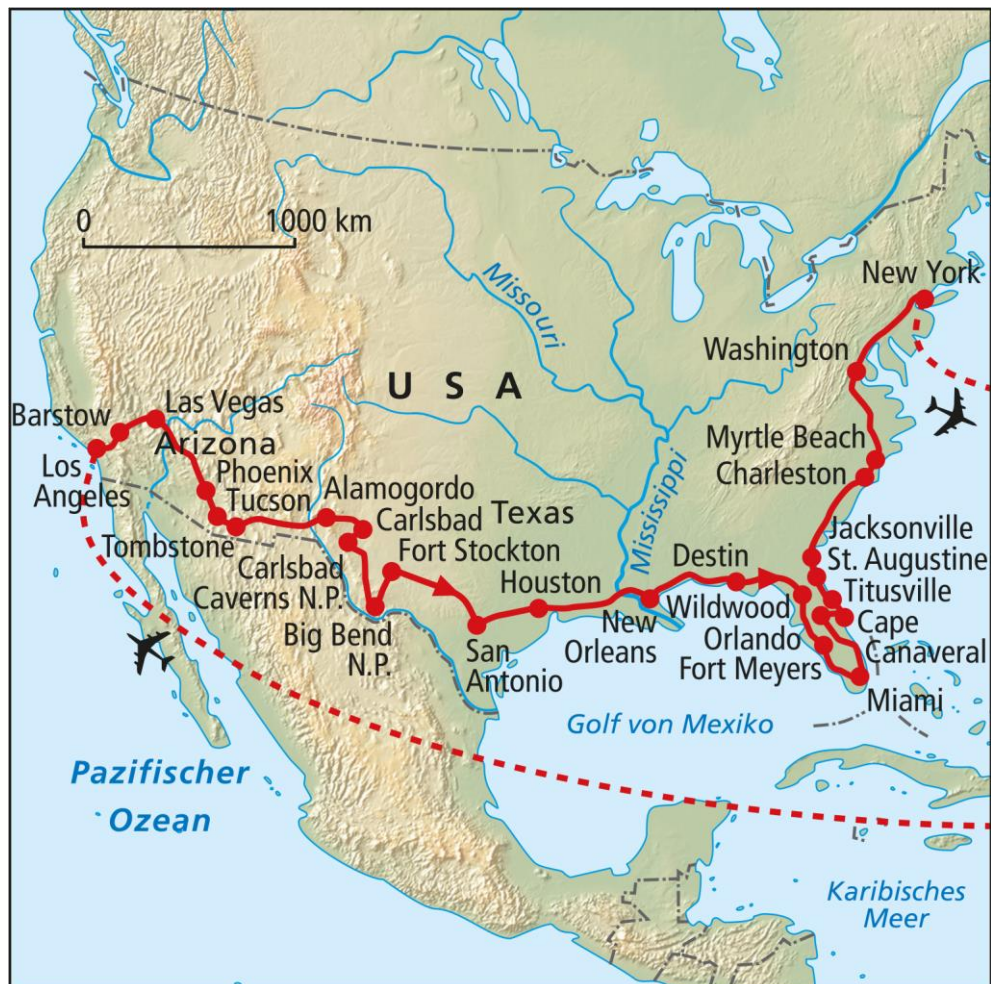 0 1000 km
Missouri
New York
Washington
U S A
Las Vegas
Barstow
Arizona
Los
Angeles
Phoenix
Tucson
Tombstone
Alamogordo
Carlsbad
Texas
Fort Stockton
Carlsbad
Caverns N.P.
Big Bend
N.P.
Houston
San
Antonio
Mississippi
New
Orleans
Destin
Myrtle Beach
Charleston
Jacksonville
St. Augustine
Titusville
Cape
Canaveral
Wildwood
Orlando
Fort Meyers
Miami
Golf von Mexiko
Pazifischer
Ozean
Karibisches
Meer